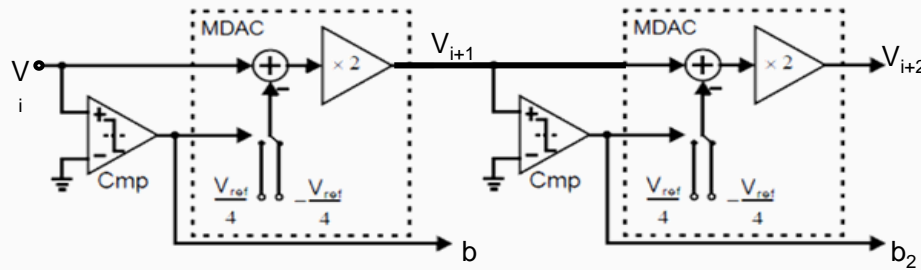 MDAC
MDAC
V i
+
× 2
V i+1
+
× 2
V i+2
−
−
+
−
Cmp
+
−
Cmp
V ref / 4
− V ref / 4
V ref / 4
− V ref / 4
b
b 2